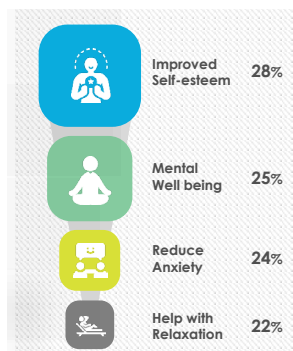 Improved
Self-esteem 28%
Mental
Well being 25%
Reduce
Anxiety 24%
Help with
Relaxation 22%